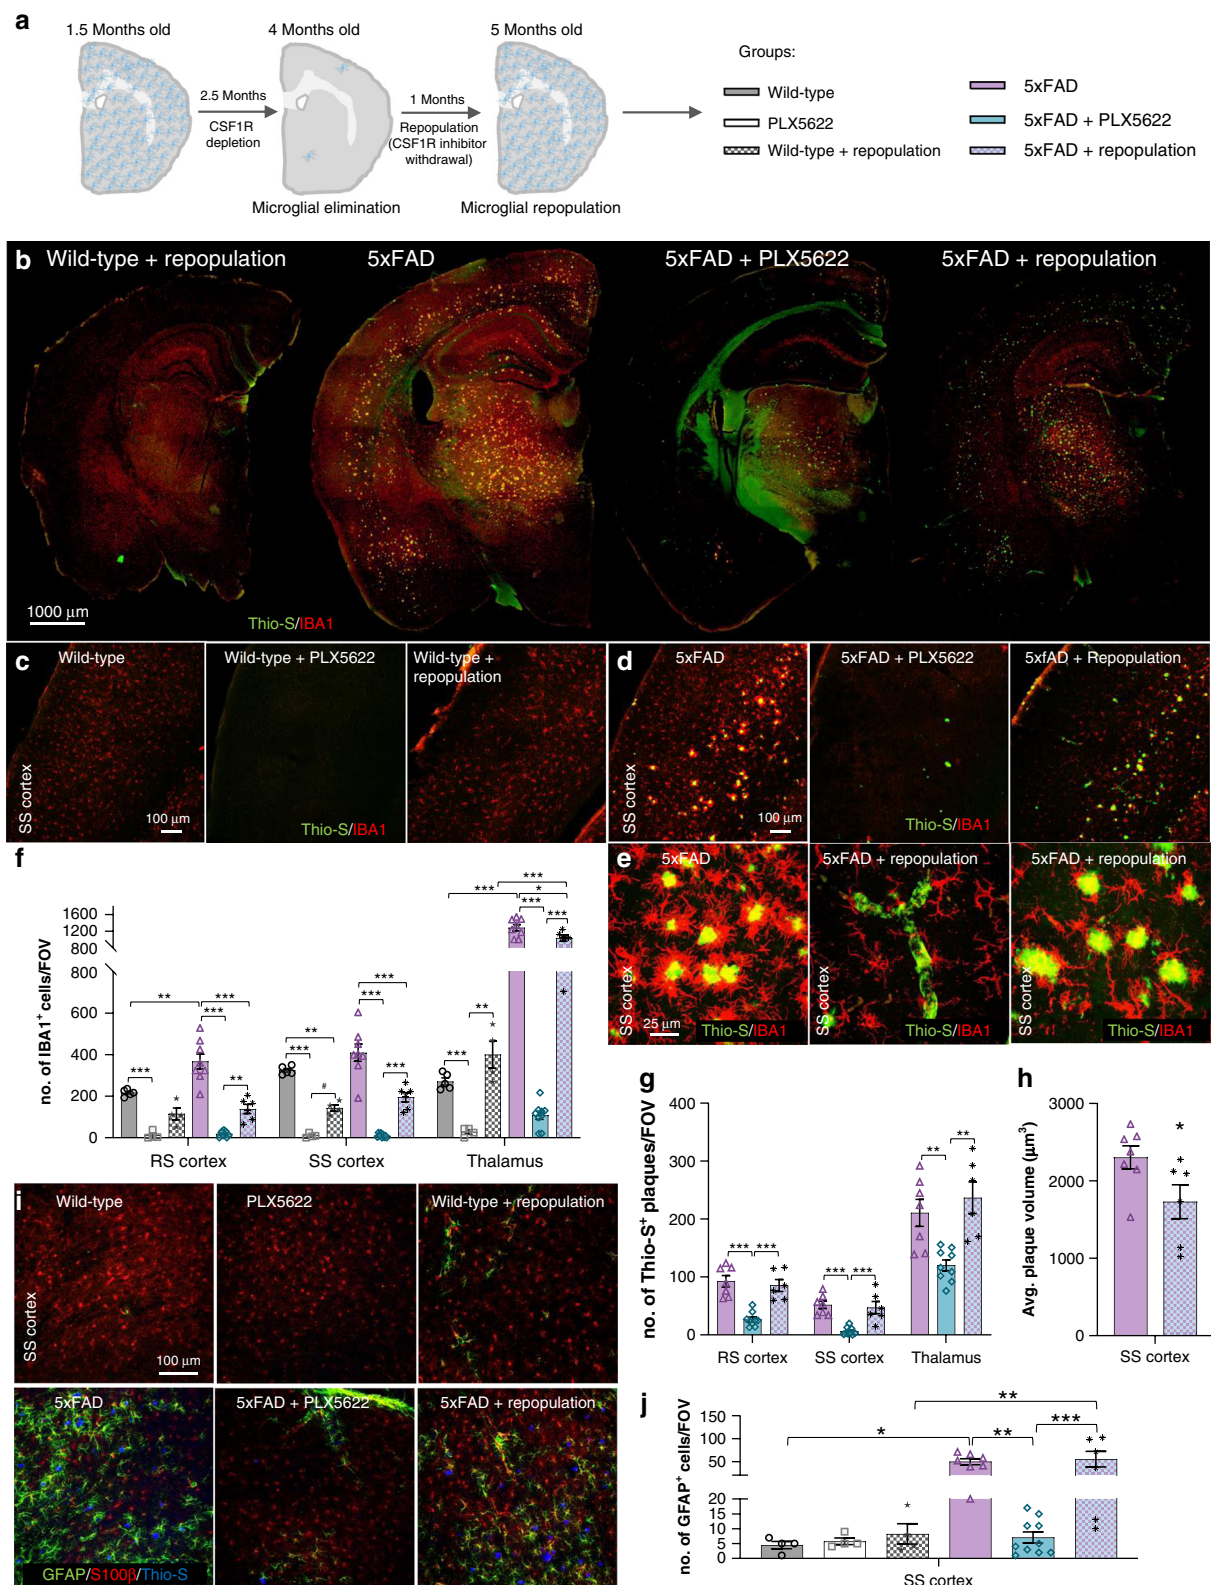 a
1.5 Months old
4 Months old
5 Months old
2.5 Months
CSF1R
depletion
1 Months
Repopulation
(CSF1R inhibitor
withdrawal)
Microglial elimination
Microglial repopulation
Groups:
Wild-type
PLX5622
Wild-type + repopulation
5xFAD
5xFAD + PLX5622
5xFAD + repopulation
b
Wild-type + repopulation
5xFAD
5xFAD + PLX5622
5xFAD + repopulation
1000 µm
Thio-S/IBA1
c
Wild-type
Wild-type + PLX5622
Wild-type +
repopulation
SS cortex
100 µm
Thio-S/IBA1
d
5xFAD
5xFAD + PLX5622
5xfAD + Repopulation
SS cortex
100 µm
Thio-S/IBA1
e
5xFAD
5xFAD + repopulation
5xFAD + repopulation
SS cortex
SS cortex
SS cortex
25 µm
Thio-S/IBA1
Thio-S/IBA1
Thio-S/IBA1
f
no. of IBA1⁺ cells/FOV
1600
1200
800
800
600
400
200
0
*** ** *** *** **
*** ** # *** *** ***
*** ** *** *** * *** ***
RS cortex
SS cortex
Thalamus
g
no. of Thio-S⁺ plaques/FOV
400
300
200
100
0
*** ***
*** ***
** **
RS cortex
SS cortex
Thalamus
h
Avg. plaque volume (µm³)
3000
2000
1000
0
*
SS cortex
i
Wild-type
PLX5622
Wild-type + repopulation
SS cortex
100 µm
5xFAD
5xFAD + PLX5622
5xFAD + repopulation
GFAP/S100β/Thio-S
j
no. of GFAP⁺ cells/FOV
150
100
50
20
15
10
5
0
* ** ** ***
SS cortex